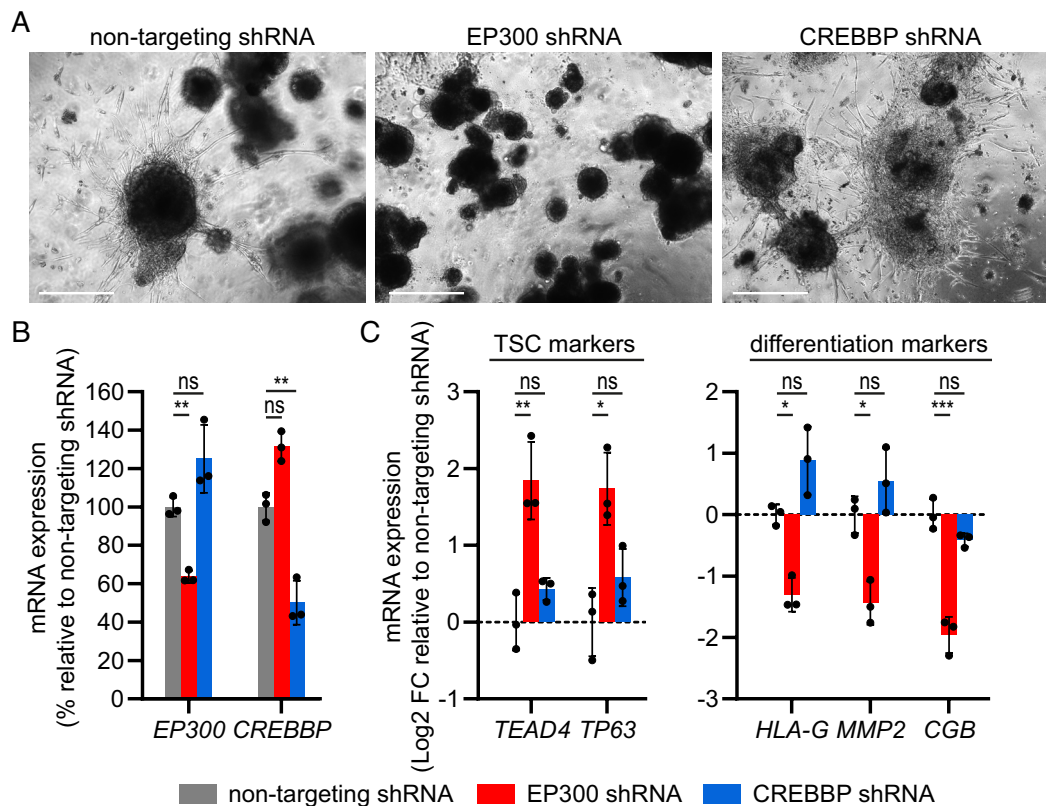 A
non-targeting shRNA
EP300 shRNA
CREBBP shRNA
B
mRNA expression
(% relative to non-targeting shRNA)
160
140
120
100
80
60
40
20
0
ns
**
**
ns
EP300 CREBBP
C
mRNA expression
(Log2 FC relative to non-targeting shRNA)
TSC markers
3
2
1
0
-1
ns
**
ns
*
TEAD4 TP63
differentiation markers
2
1
0
-1
-2
-3
ns
*
ns
*
ns
***
HLA-G MMP2 CGB
non-targeting shRNA EP300 shRNA CREBBP shRNA